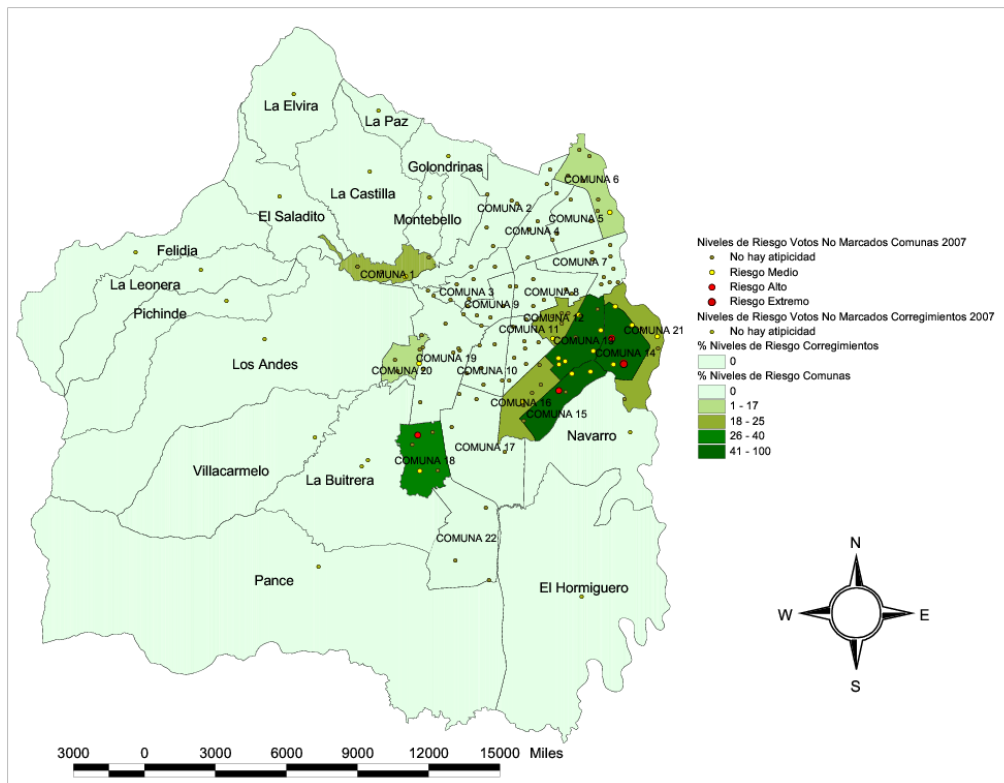 La Elvira
La Paz
Golondrinas
La Castilla
COMUNA 6
El Saladito
Montebello
COMUNA 2
COMUNA 5
COMUNA 4
Felidia
La Leonera
COMUNA 1
COMUNA 7
Pichinde
COMUNA 3
COMUNA 8
COMUNA 9
COMUNA 12
COMUNA 11
COMUNA 21
COMUNA 13
COMUNA 14
Los Andes
COMUNA 19
COMUNA 20
COMUNA 10
COMUNA 16
COMUNA 15
Navarro
COMUNA 17
COMUNA 18
Villacarmelo
La Buitrera
COMUNA 22
Pance
El Hormiguero
Niveles de Riesgo Votos No Marcados Comunas 2007
No hay atipicidad
Riesgo Medio
Riesgo Alto
Riesgo Extremo
Niveles de Riesgo Votos No Marcados Corregimientos 2007
No hay atipicidad
% Niveles de Riesgo Corregimientos
0
% Niveles de Riesgo Comunas
0
1 - 17
18 - 25
26 - 40
41 - 100
N
W
E
S
3000 0 3000 6000 9000 12000 15000 Miles